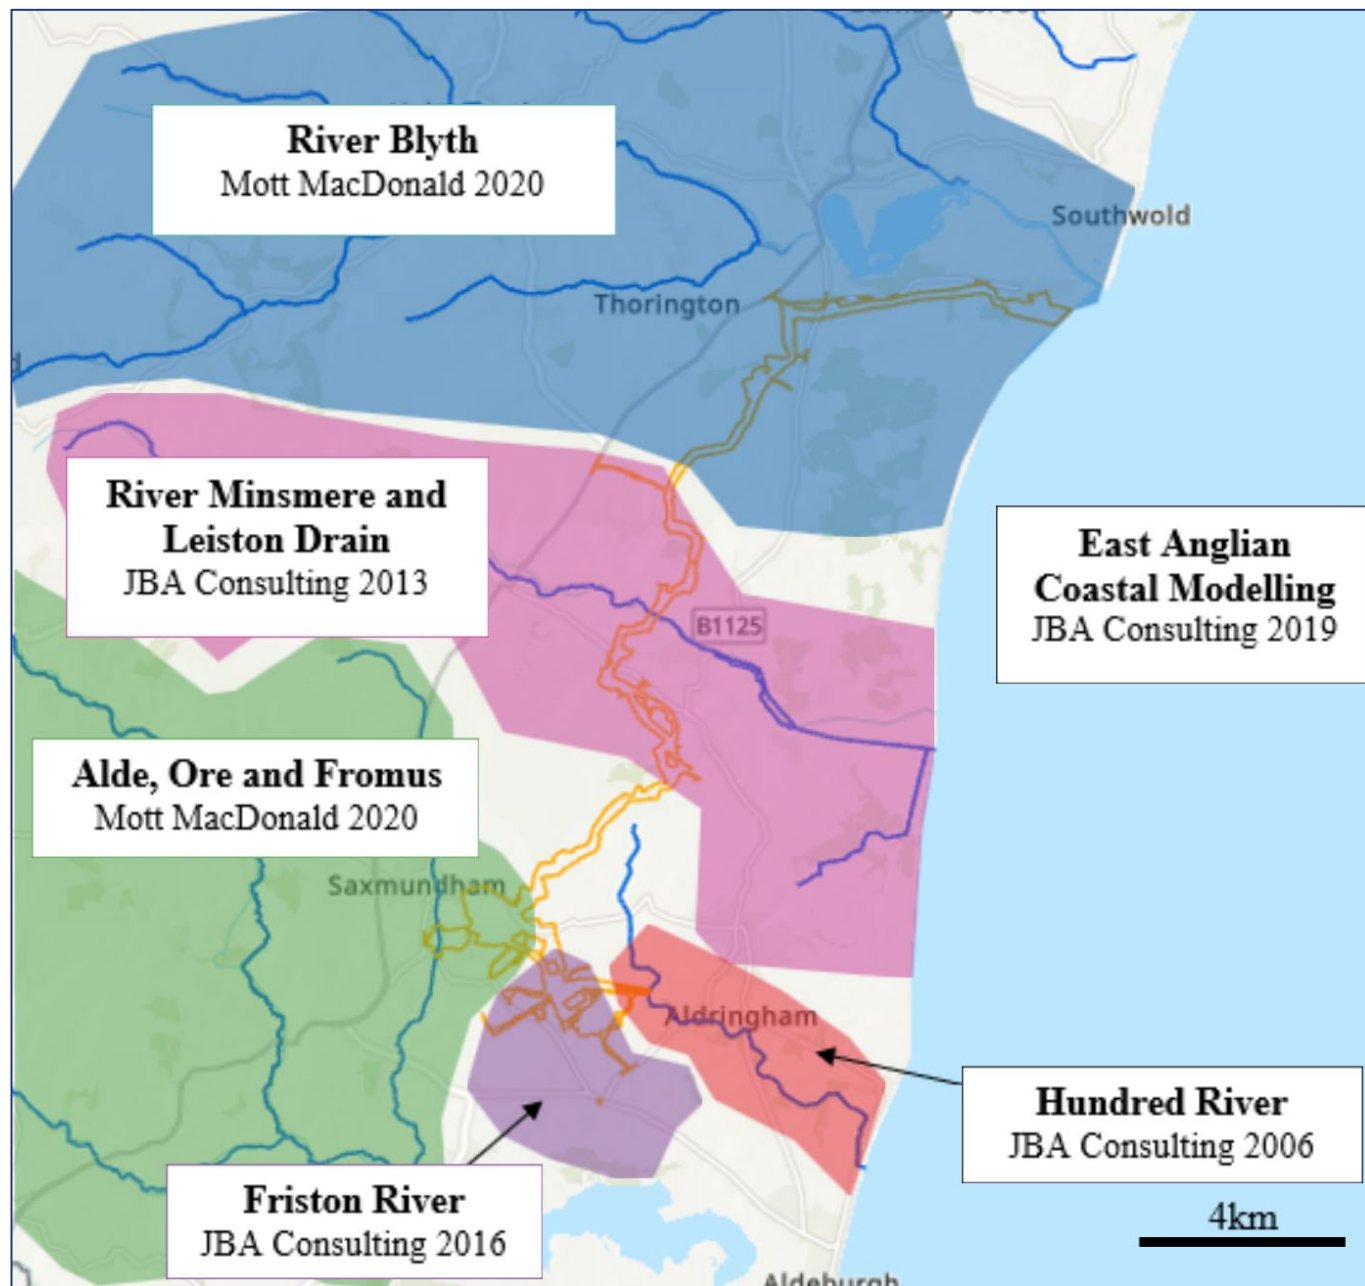 River Blyth
Mott MacDonald 2020
Southwold
Thorington
River Minsmere and
Leiston Drain
JBA Consulting 2013
East Anglian
Coastal Modelling
JBA Consulting 2019
B1125
Alde, Ore and Fromus
Mott MacDonald 2020
Saxmundham
Aldringham
Hundred River
JBA Consulting 2006
Friston River
JBA Consulting 2016
4km
Aldeburgh